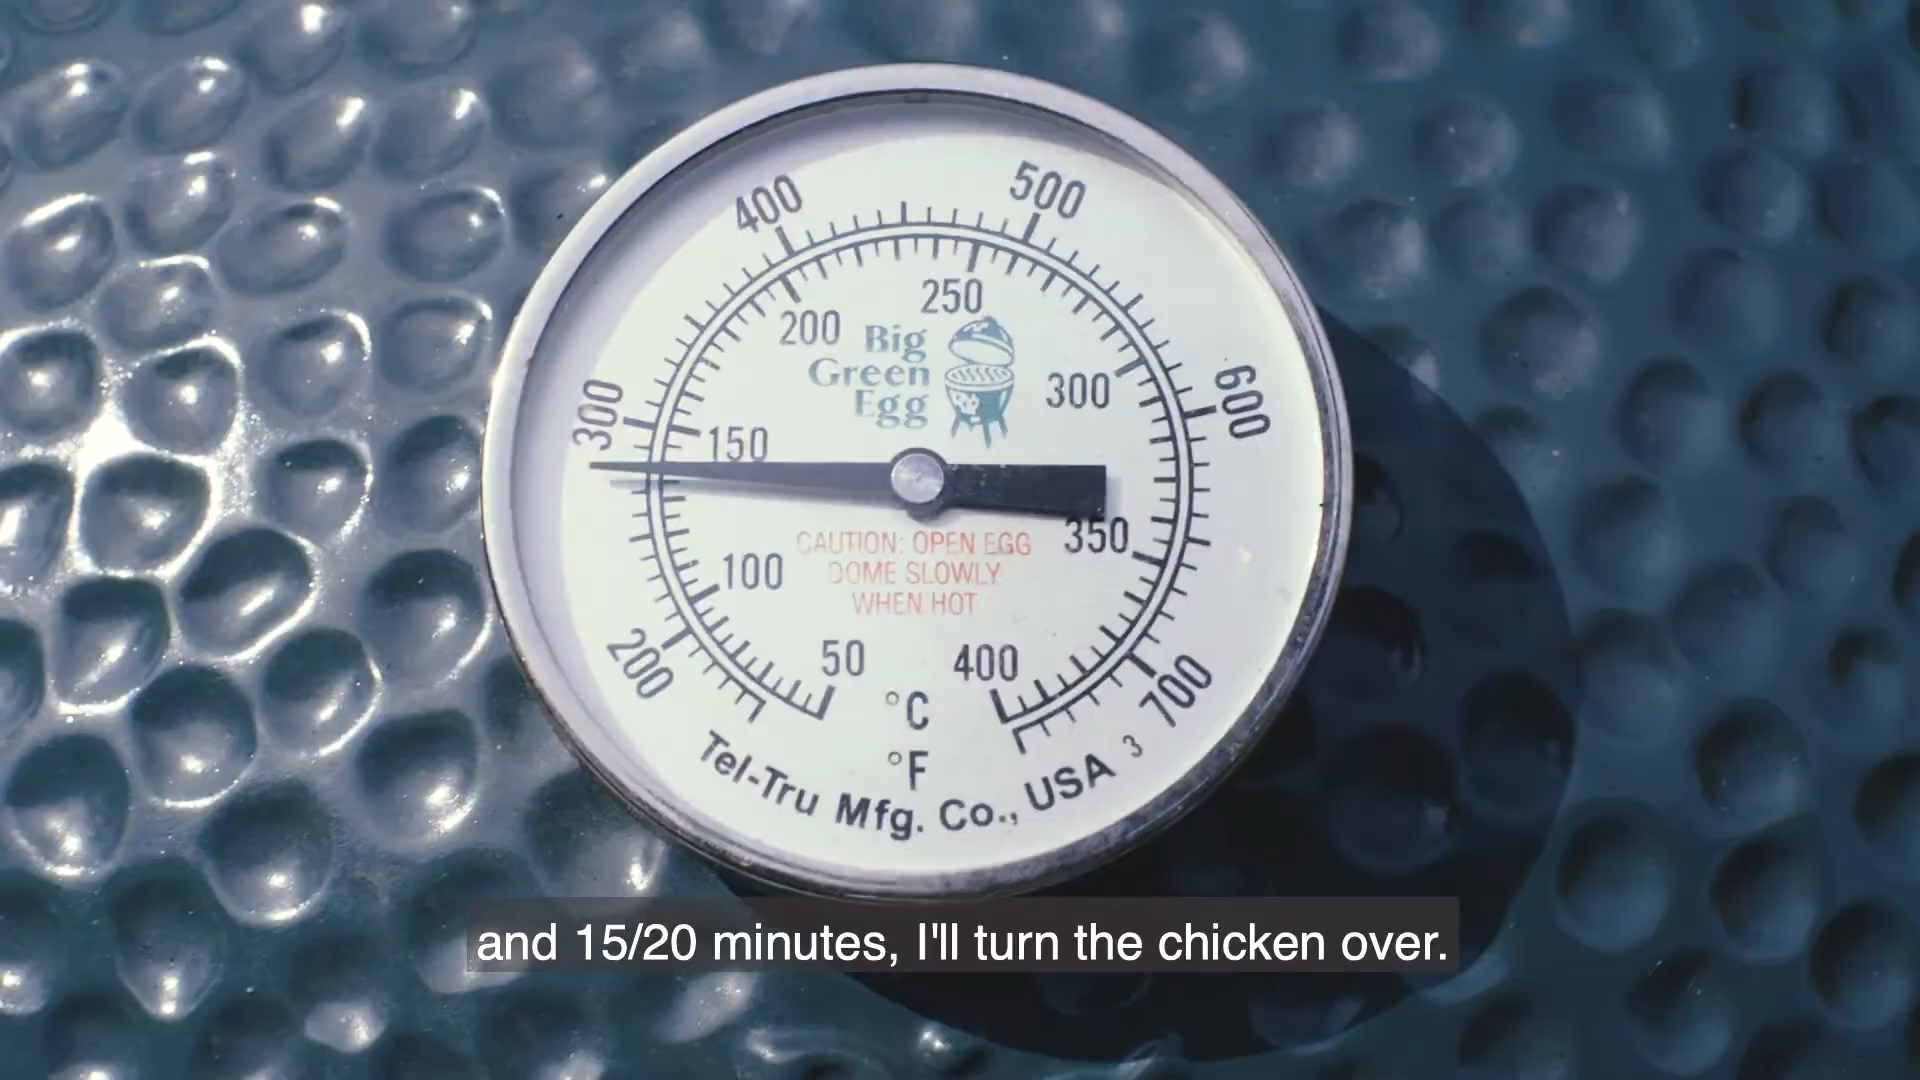 400
500
250
200
Big
Green
Egg
300
600
300
150
CAUTION: OPEN EGG
DOME SLOWLY
WHEN HOT
350
100
200
50
400
700
°C
°F
Tel-Tru Mfg. Co., USA 3
and 15/20 minutes, I'll turn the chicken over.